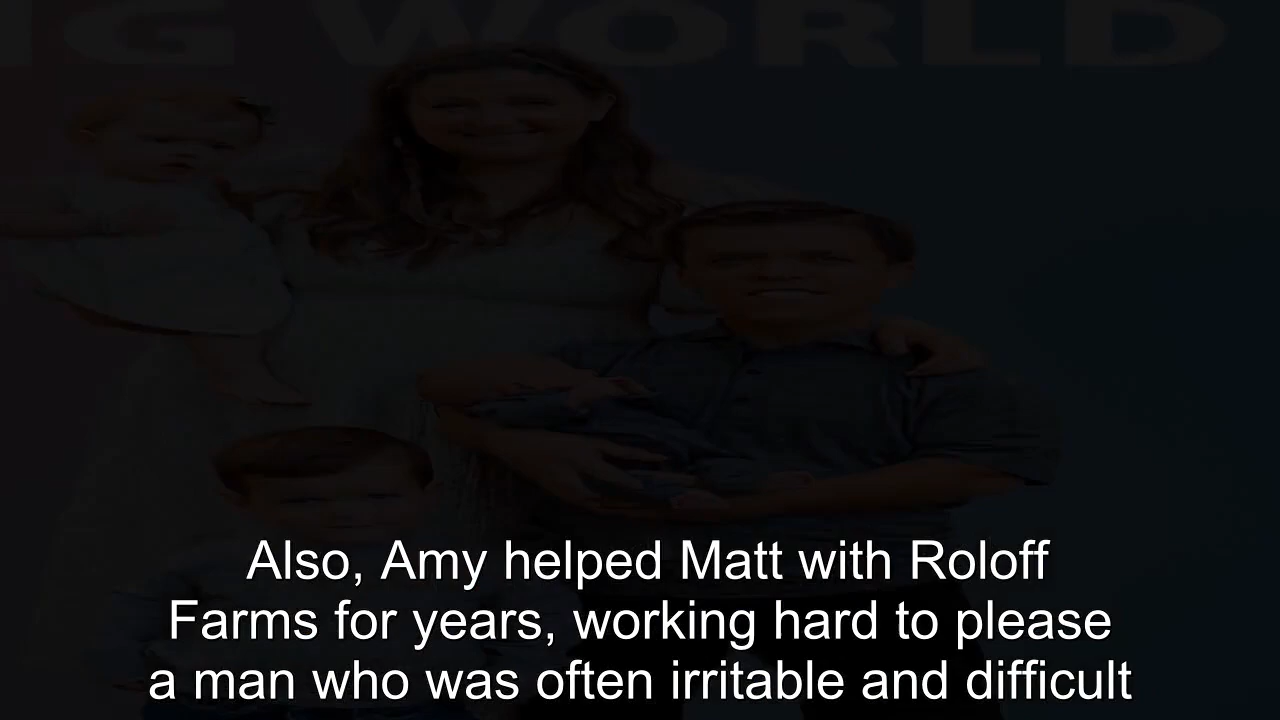 G WORLD
Also, Amy helped Matt with Roloff
Farms for years, working hard to please
a man who was often irritable and difficult